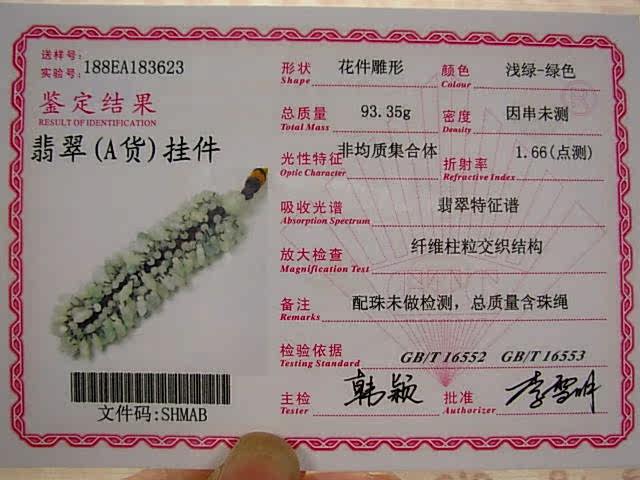 送样号:
实验号: 188EA183623
鉴定结果
RESULT OF IDENTIFICATION
翡翠(A货)挂件
文件码:SHMAB
形状 花件雕形 颜色 浅绿-绿色
Shape Colour
总质量 93.35g 密度 因串未测
Total Mass Density
光性特征 非均质集合体 折射率 1.66(点测)
Optic Character Refractive Index
吸收光谱 翡翠特征谱
Absorption Spectrum
放大检查 纤维柱粒交织结构
Magnification Test
备注 配珠未做检测,总质量含珠绳
Remarks
检验依据 GB/T 16552 GB/T 16553
Testing Standard
主检 韩颖 批准 李雪明
Tester Authorizer